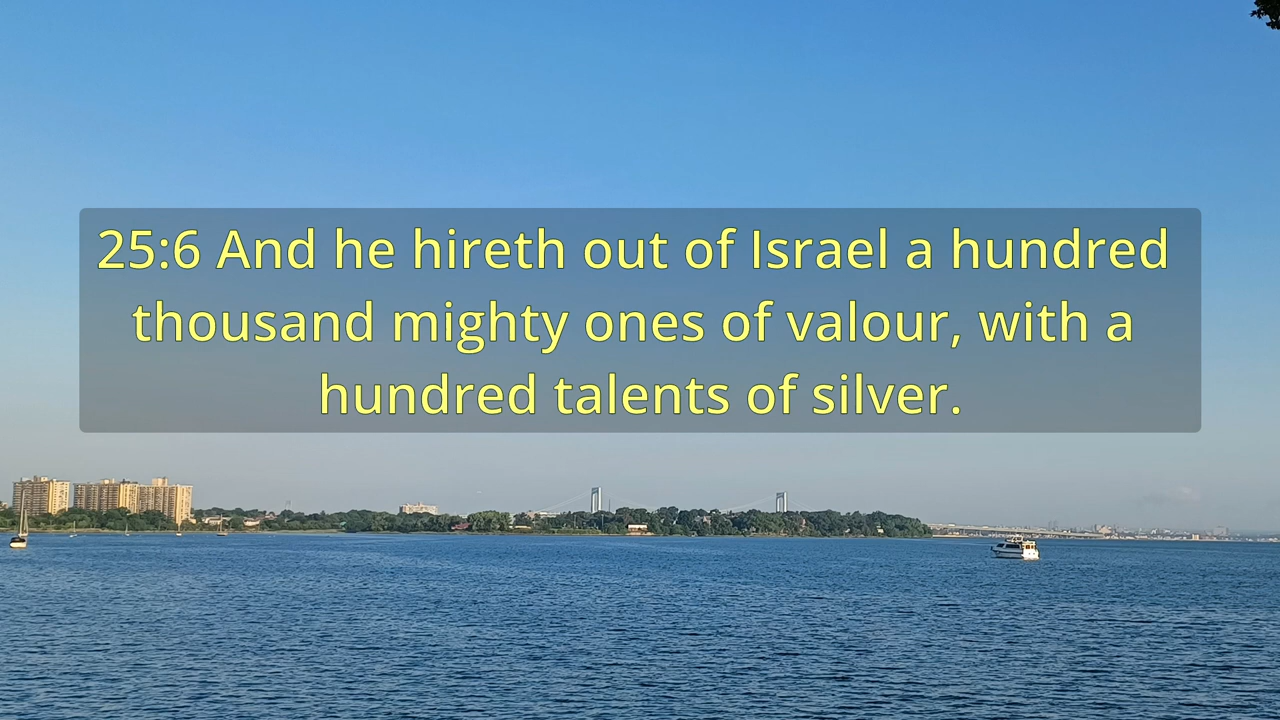 25:6 And he hireth out of Israel a hundred
thousand mighty ones of valour, with a
hundred talents of silver.